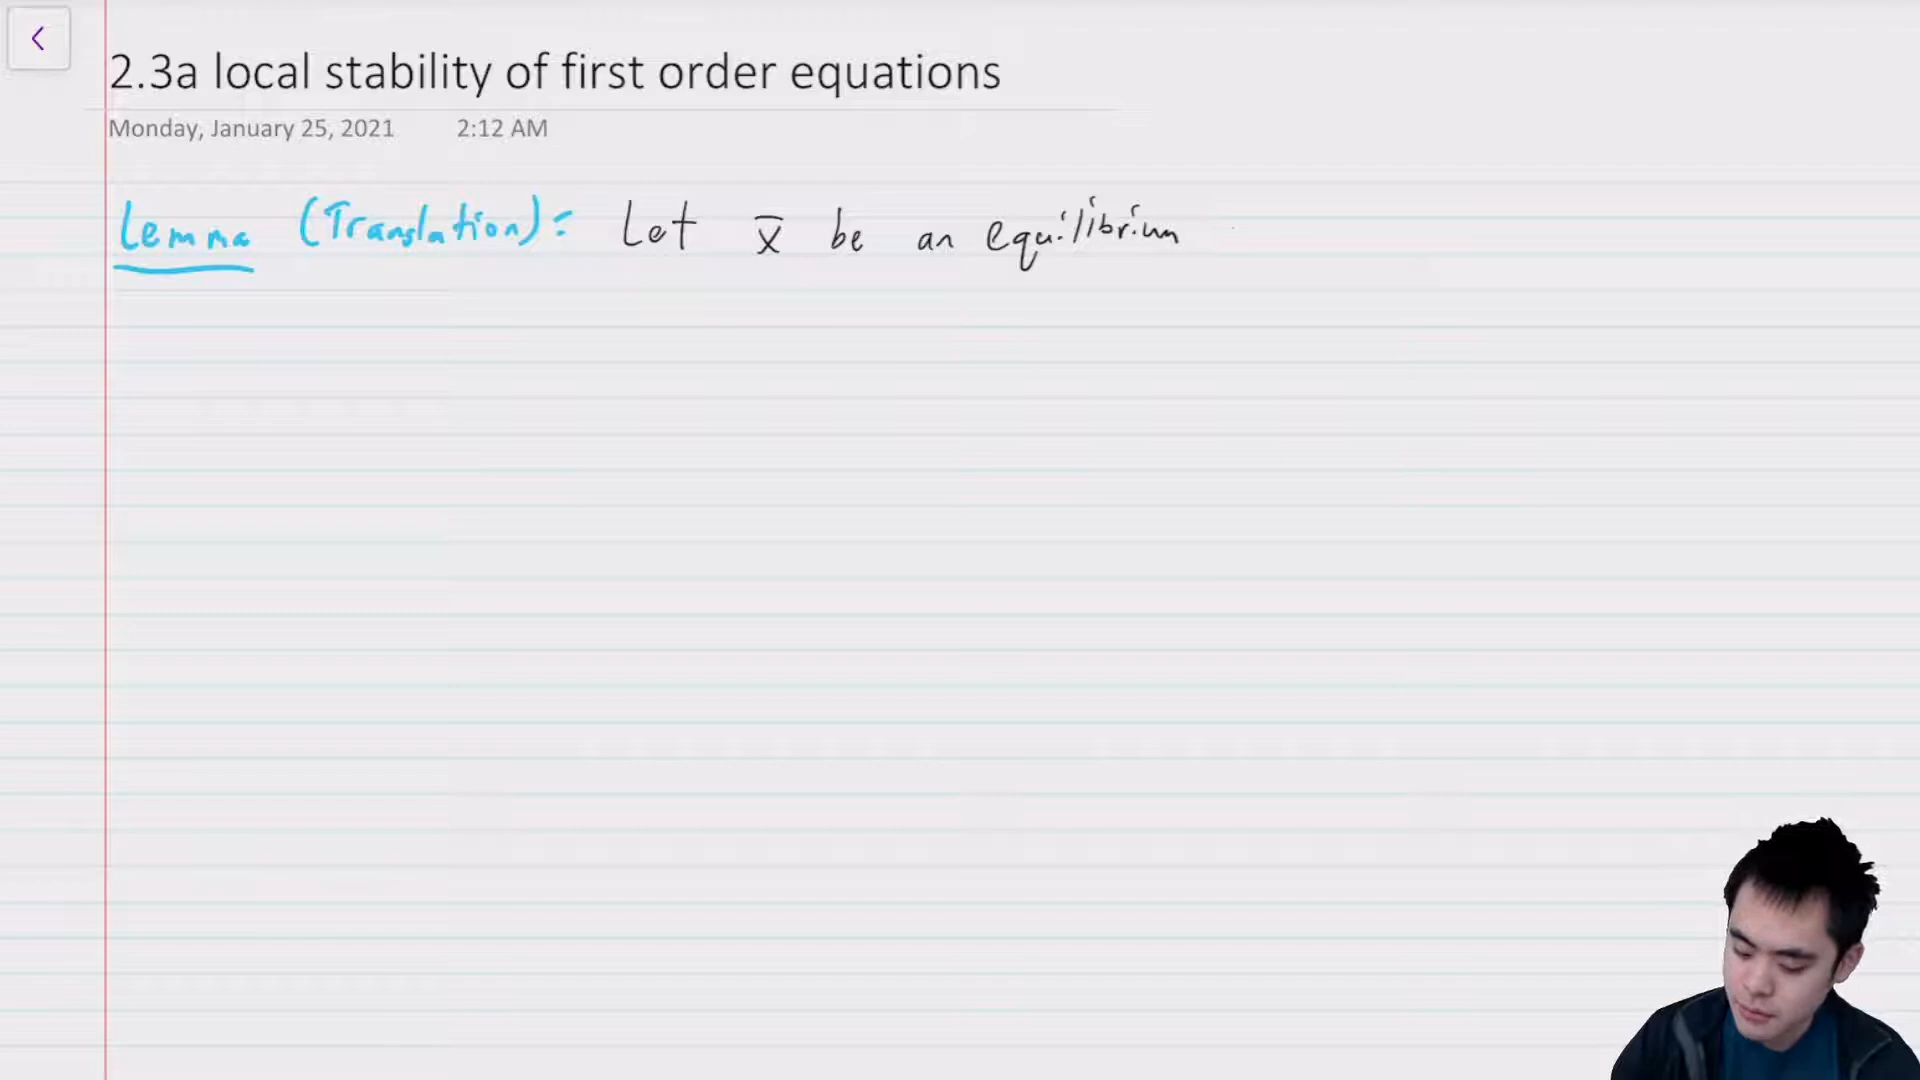 2.3a local stability of first order equations
Monday, January 25, 2021 2:12 AM
Lemma (Translation): Let x̄ be an equilibrium